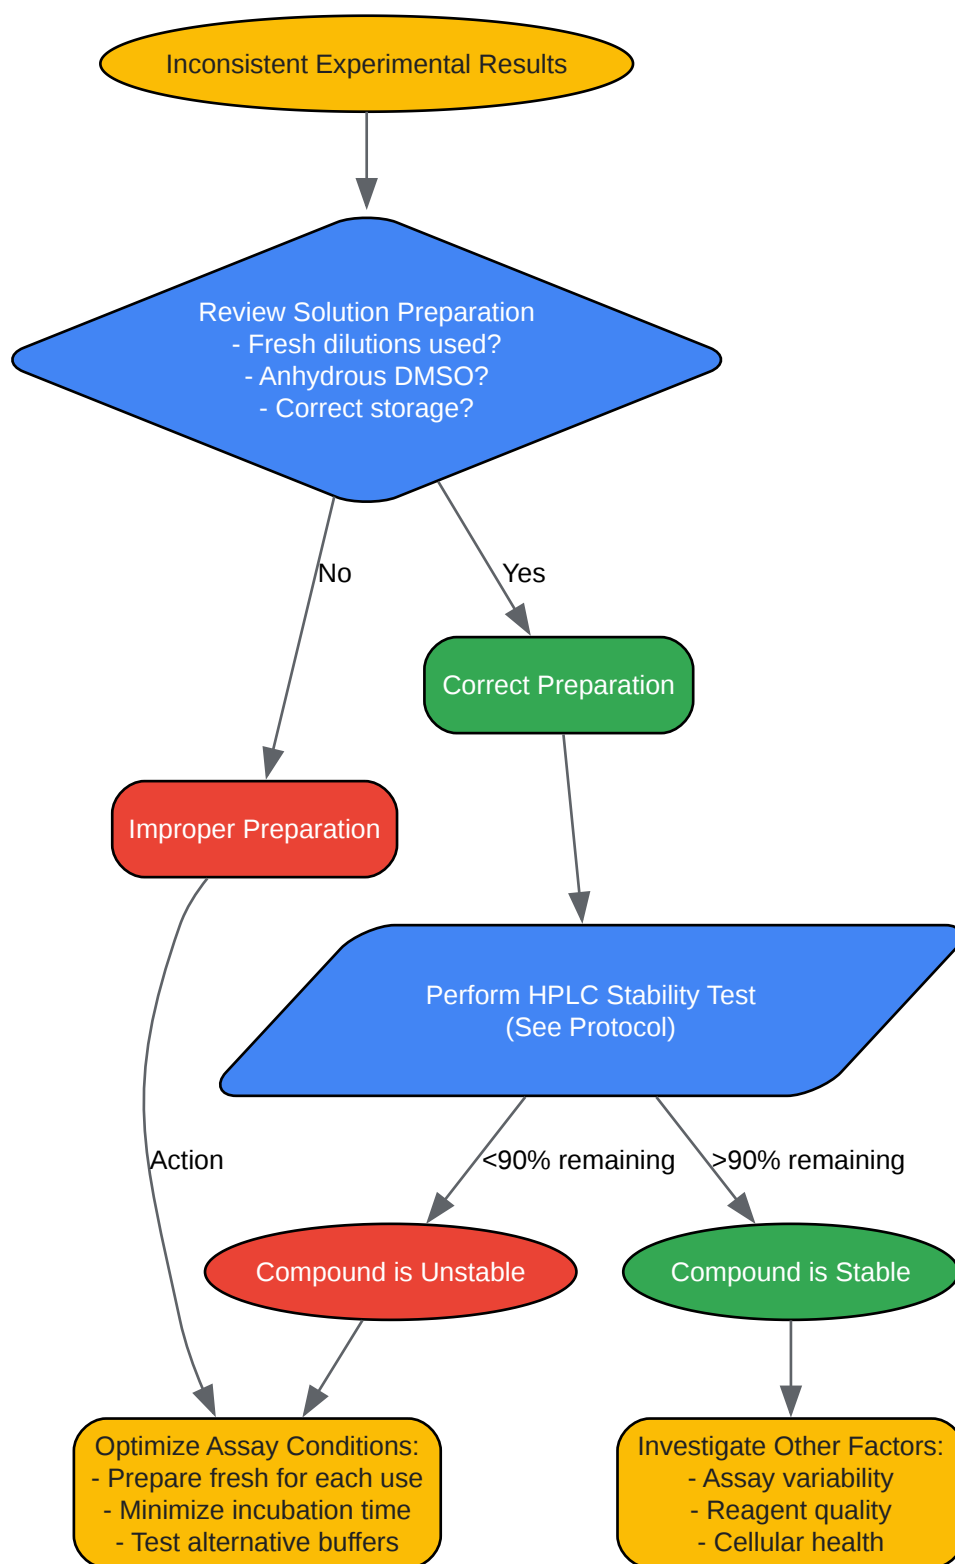 Inconsistent Experimental Results
Review Solution Preparation
- Fresh dilutions used?
- Anhydrous DMSO?
- Correct storage?
No
Yes
Correct Preparation
Improper Preparation
Perform HPLC Stability Test
(See Protocol)
Action
<90% remaining
>90% remaining
Compound is Unstable
Compound is Stable
Optimize Assay Conditions:
- Prepare fresh for each use
- Minimize incubation time
- Test alternative buffers
Investigate Other Factors:
- Assay variability
- Reagent quality
- Cellular health